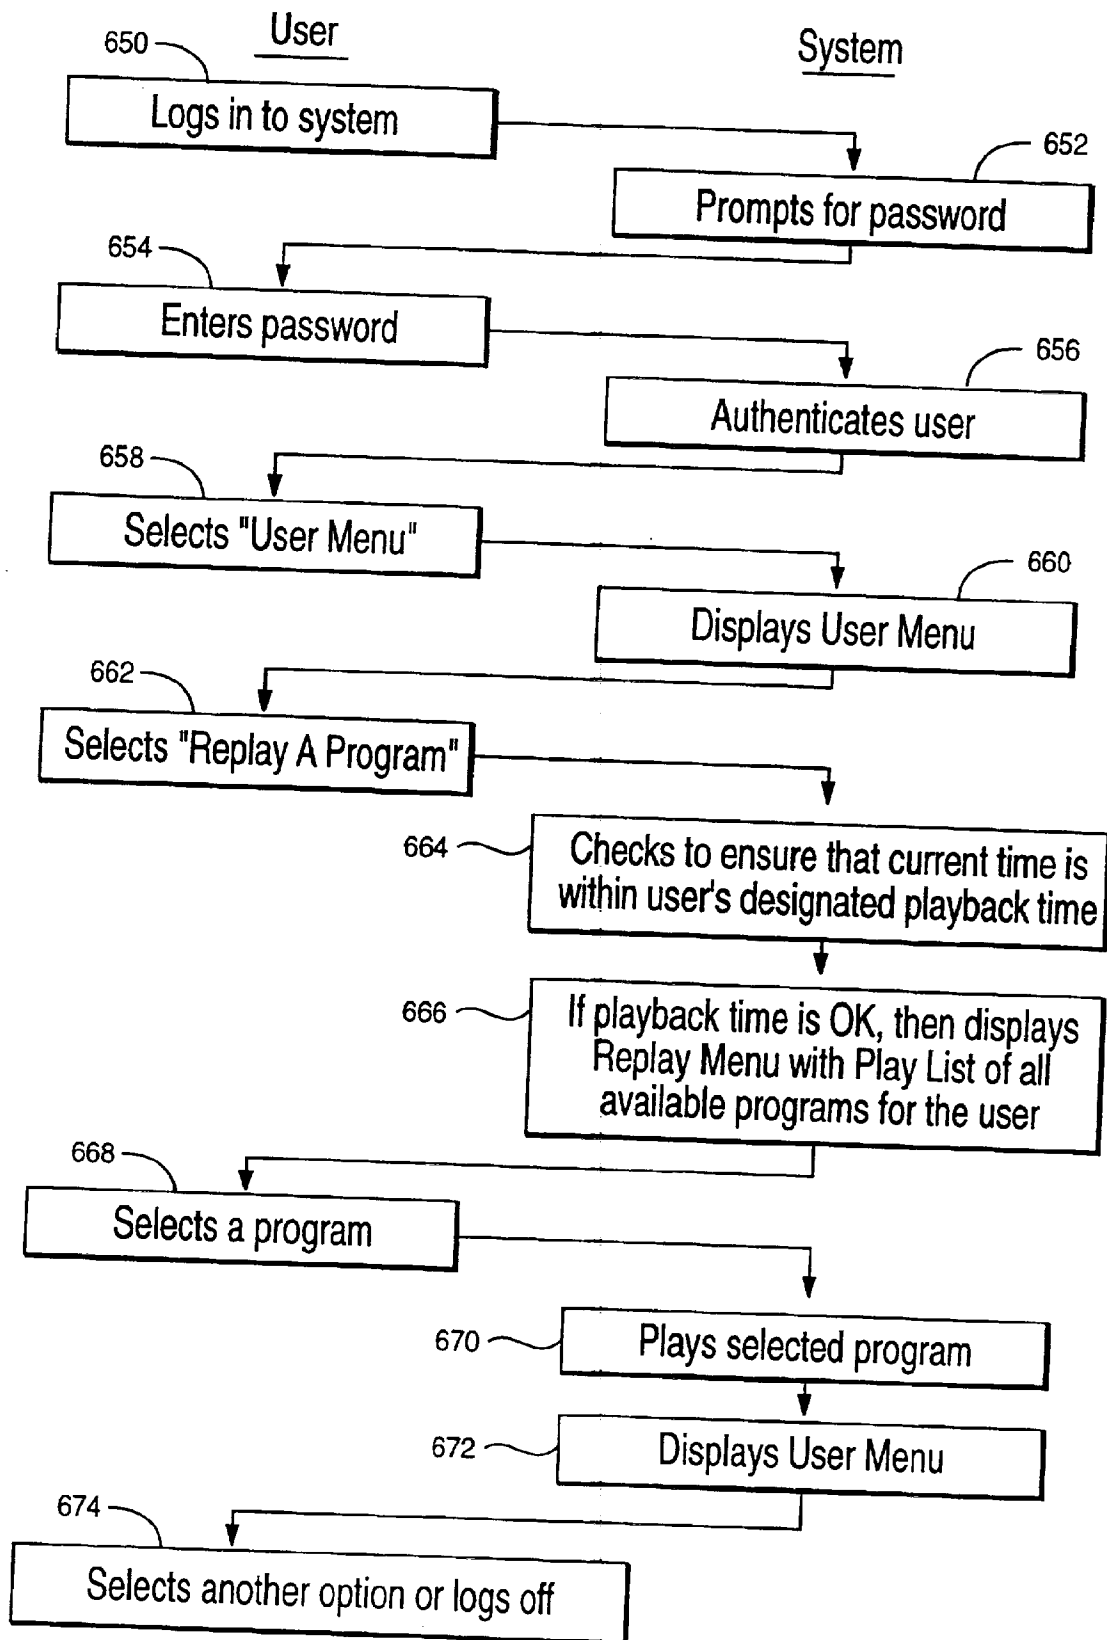 User
System
650
Logs in to system
652
Prompts for password
654
Enters password
656
Authenticates user
658
Selects "User Menu"
660
Displays User Menu
662
Selects "Replay A Program"
664
Checks to ensure that current time is
within user's designated playback time
666
If playback time is OK, then displays
Replay Menu with Play List of all
available programs for the user
668
Selects a program
670
Plays selected program
672
Displays User Menu
674
Selects another option or logs off